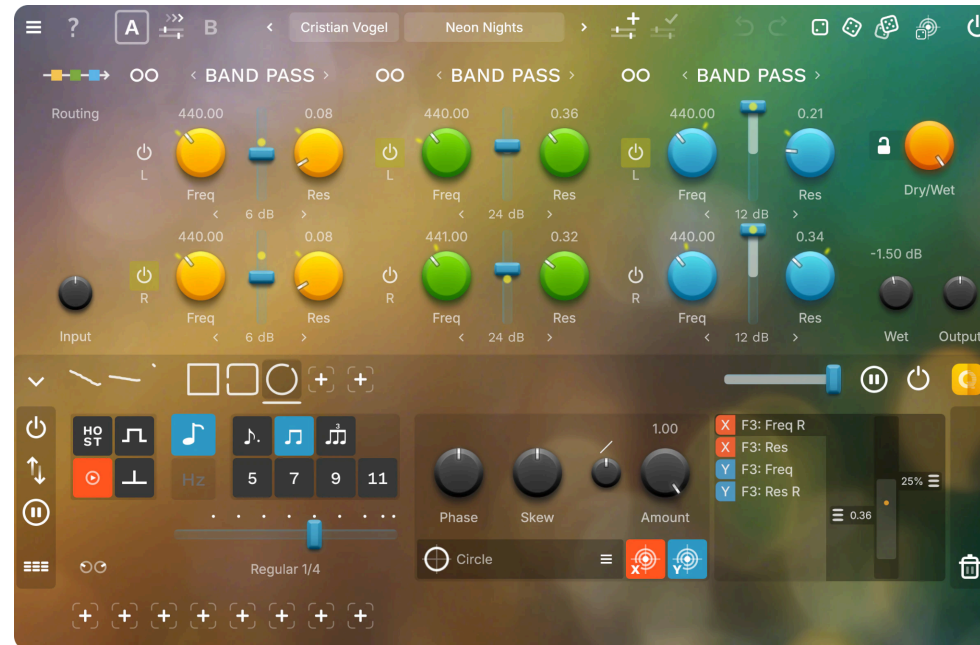 ? A B < Cristian Vogel Neon Nights >
< BAND PASS > < BAND PASS > < BAND PASS >
Routing
440.00 0.08 440.00 0.36 440.00 0.21
L L L
Freq Res Freq Res Freq Res Dry/Wet
< 6 dB > < 24 dB > < 12 dB >
440.00 0.08 441.00 0.32 440.00 0.34
-1.50 dB
R R R
Freq Res Freq Res Freq Res
Input < 6 dB > < 24 dB > < 12 dB > Wet Output
Q
HO
ST
3
Hz 5 7 9 11
1.00
Phase Skew Amount
X F3: Freq R
X F3: Res
Y F3: Freq
Y F3: Res R
25%
0.36
Circle X Y
Regular 1/4